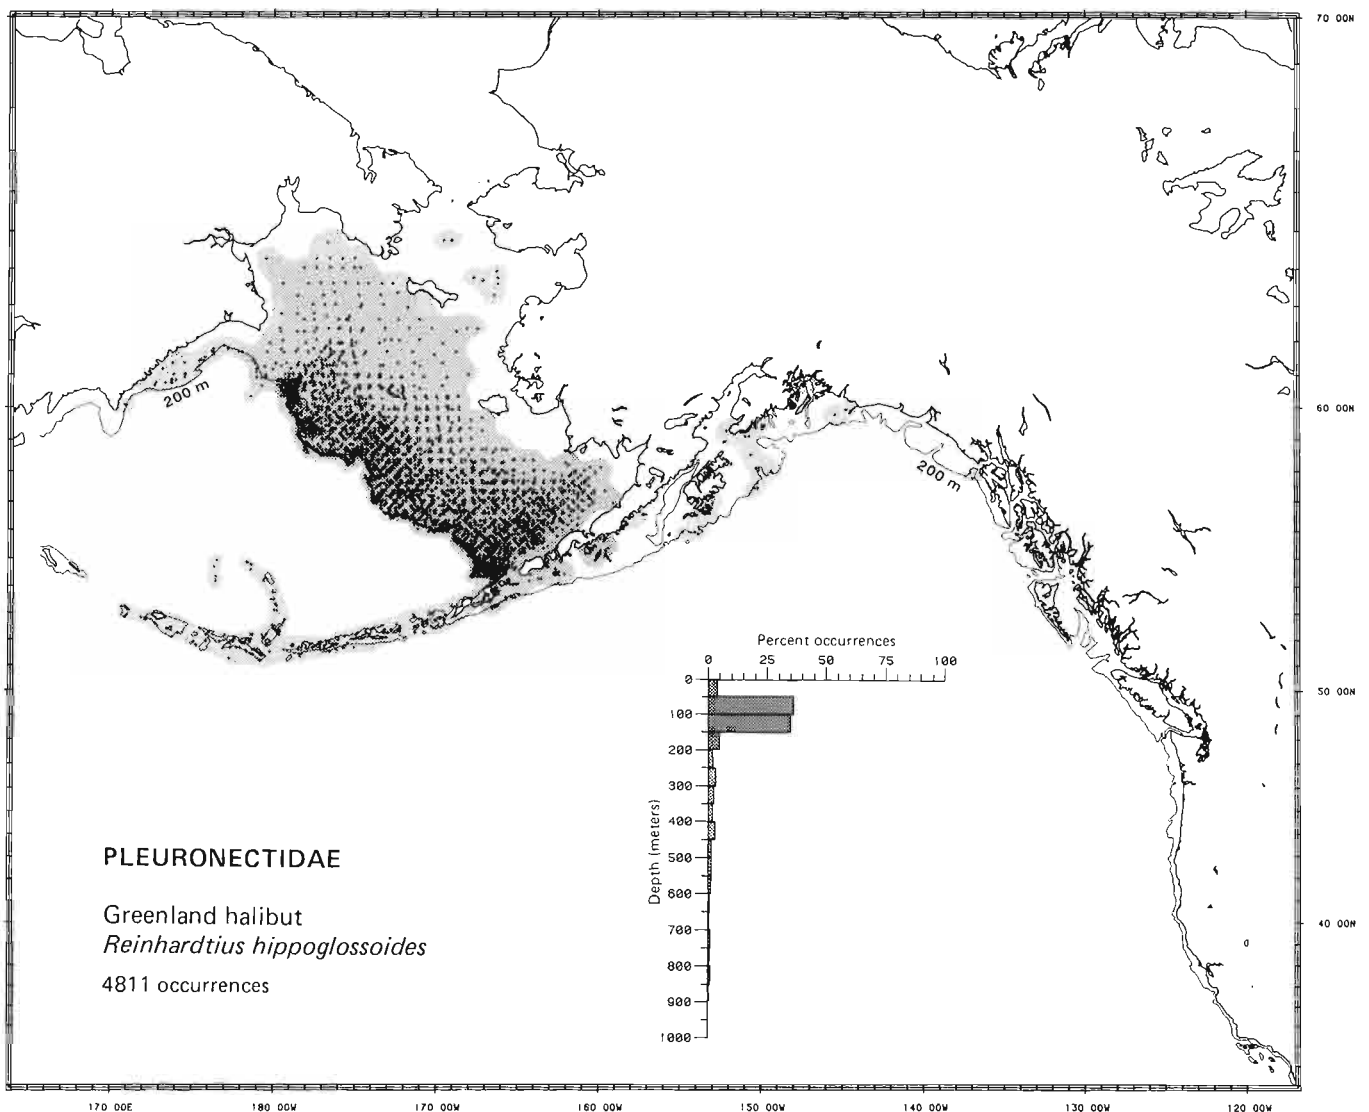 70 00N
200 m
60 00N
200 m
Percent occurrences
0 25 50 75 100
50 00N
0
100
200
300
400
500
600
700
800
900
1000
Depth (meters)
PLEURONECTIDAE
Greenland halibut
Reinhardtius hippoglossoides
4811 occurrences
40 00N
170 00E 180 00W 170 00W 160 00W 150 00W 140 00W 130 00W 120 00W